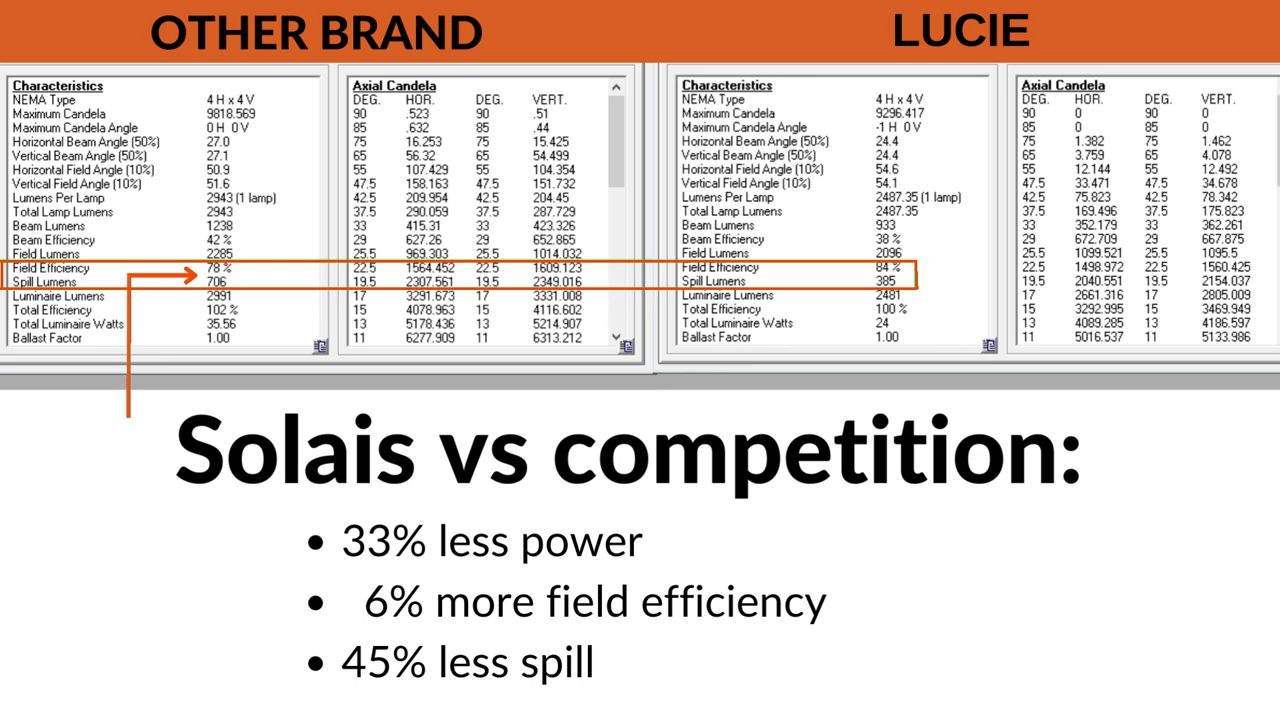 OTHER BRAND
LUCIE
Characteristics
NEMA Type 4 H x 4 V
Maximum Candela 9818.569
Maximum Candela Angle 0 H 0 V
Horizontal Beam Angle (50%) 27.0
Vertical Beam Angle (50%) 27.1
Horizontal Field Angle (10%) 50.9
Vertical Field Angle (10%) 51.6
Lumens Per Lamp 2943 (1 lamp)
Total Lamp Lumens 2943
Beam Lumens 1238
Beam Efficiency 42 %
Field Lumens 2285
Field Efficiency 78 %
Spill Lumens 706
Luminaire Lumens 2991
Total Efficiency 102 %
Total Luminaire Watts 35.56
Ballast Factor 1.00
Axial Candela
DEG. HOR. DEG. VERT.
90 .523 90 .51
85 .632 85 .44
75 16.253 75 15.425
65 56.32 65 54.499
55 107.429 55 104.354
47.5 158.163 47.5 151.732
42.5 209.954 42.5 204.45
37.5 290.059 37.5 287.729
33 415.31 33 423.326
29 627.26 29 652.865
25.5 969.303 25.5 1014.032
22.5 1564.452 22.5 1609.123
19.5 2307.561 19.5 2349.016
17 3291.673 17 3331.008
15 4078.963 15 4116.602
13 5178.436 13 5214.907
11 6277.909 11 6313.212
Characteristics
NEMA Type 4 H x 4 V
Maximum Candela 9296.417
Maximum Candela Angle -1 H 0 V
Horizontal Beam Angle (50%) 24.4
Vertical Beam Angle (50%) 24.4
Horizontal Field Angle (10%) 54.6
Vertical Field Angle (10%) 54.1
Lumens Per Lamp 2487.35 (1 lamp)
Total Lamp Lumens 2487.35
Beam Lumens 933
Beam Efficiency 38 %
Field Lumens 2096
Field Efficiency 84 %
Spill Lumens 385
Luminaire Lumens 2481
Total Efficiency 100 %
Total Luminaire Watts 24
Ballast Factor 1.00
Axial Candela
DEG. HOR. DEG. VERT.
90 0 90 0
85 0 85 0
75 1.382 75 1.462
65 3.759 65 4.078
55 12.144 55 12.492
47.5 33.471 47.5 34.678
42.5 75.823 42.5 78.342
37.5 169.496 37.5 175.823
33 352.179 33 362.261
29 672.709 29 667.875
25.5 1099.521 25.5 1095.5
22.5 1498.972 22.5 1560.425
19.5 2040.551 19.5 2154.037
17 2661.316 17 2805.009
15 3292.995 15 3469.949
13 4089.285 13 4186.597
11 5016.537 11 5133.986
Solais vs competition:
• 33% less power
• 6% more field efficiency
• 45% less spill